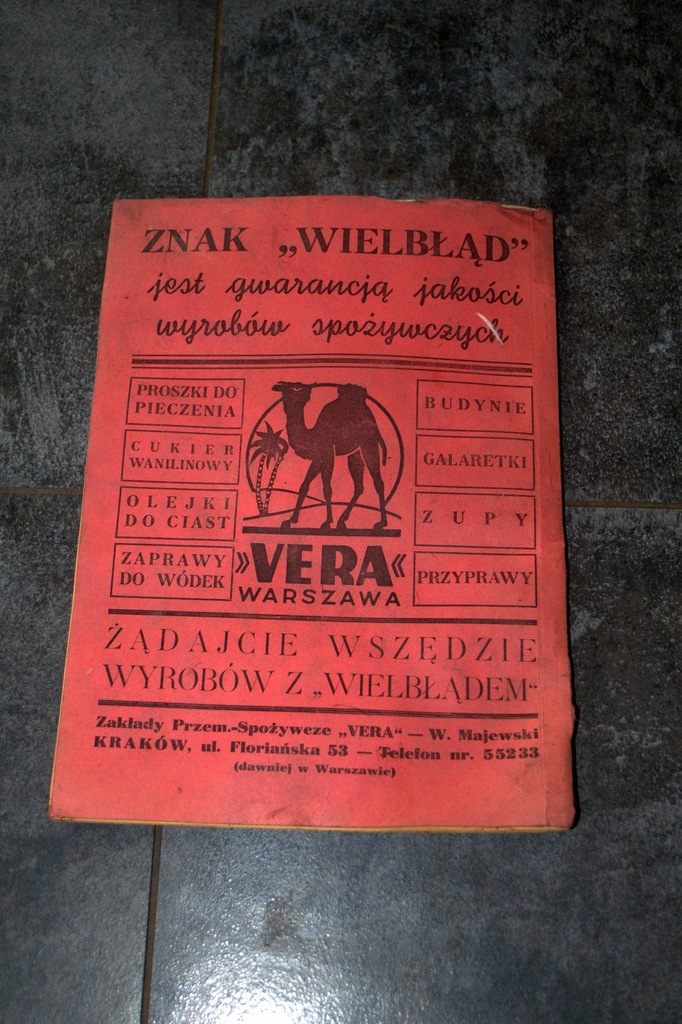 ZNAK „WIELBŁĄD”
jest gwarancją jakości
wyrobów spożywczych
PROSZKI DO
PIECZENIA
CUKIER
WANILINOWY
OLEJKI
DO CIAST
ZAPRAWY
DO WÓDEK
BUDYNIE
GALARETKI
ZUPY
PRZYPRAWY
»VERA«
WARSZAWA
ŻĄDAJCIE WSZĘDZIE
WYROBÓW Z „WIELBŁĄDEM“
Zakłady Przem.-Spożywcze „VERA“ — W. Majewski
KRAKÓW, ul. Floriańska 53 — Telefon nr. 55233
(dawniej w Warszawie)